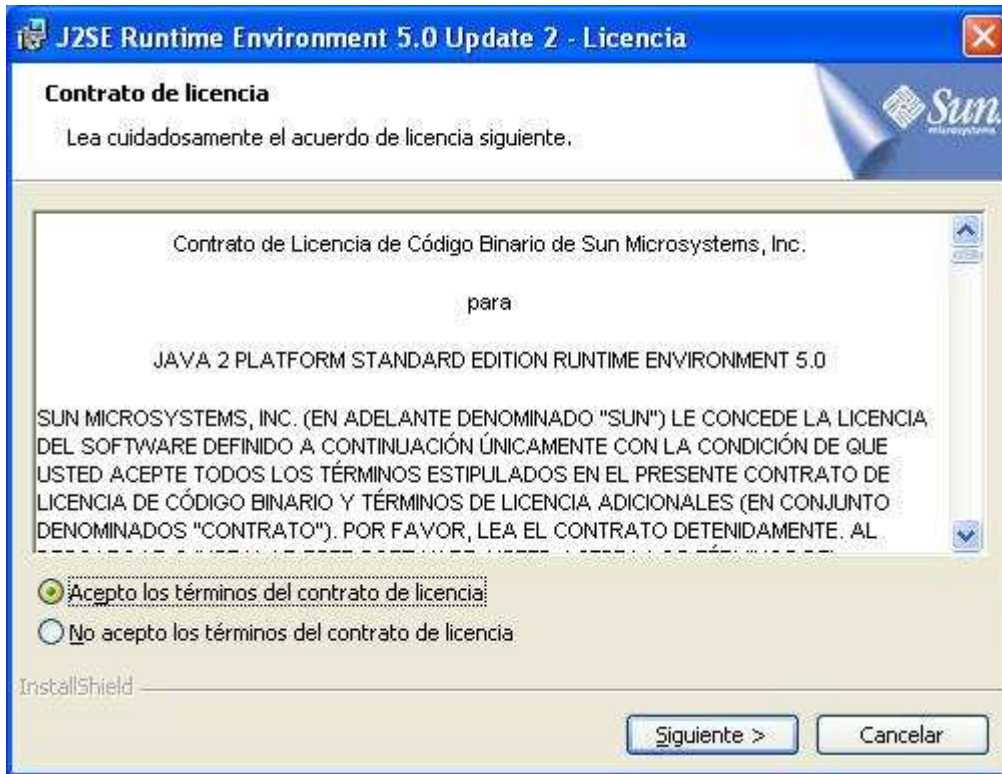 J2SE Runtime Environment 5.0 Update 2 - Licencia
Contrato de licencia
Lea cuidadosamente el acuerdo de licencia siguiente.
Sun
microsystems
Contrato de Licencia de Código Binario de Sun Microsystems, Inc.
para
JAVA 2 PLATFORM STANDARD EDITION RUNTIME ENVIRONMENT 5.0
SUN MICROSYSTEMS, INC. (EN ADELANTE DENOMINADO "SUN") LE CONCEDE LA LICENCIA
DEL SOFTWARE DEFINIDO A CONTINUACIÓN ÚNICAMENTE CON LA CONDICIÓN DE QUE
USTED ACEPTE TODOS LOS TÉRMINOS ESTIPULADOS EN EL PRESENTE CONTRATO DE
LICENCIA DE CÓDIGO BINARIO Y TÉRMINOS DE LICENCIA ADICIONALES (EN CONJUNTO
DENOMINADOS "CONTRATO"). POR FAVOR, LEA EL CONTRATO DETENIDAMENTE. AL
Acepto los términos del contrato de licencia
No acepto los términos del contrato de licencia
InstallShield
Siguiente >
Cancelar